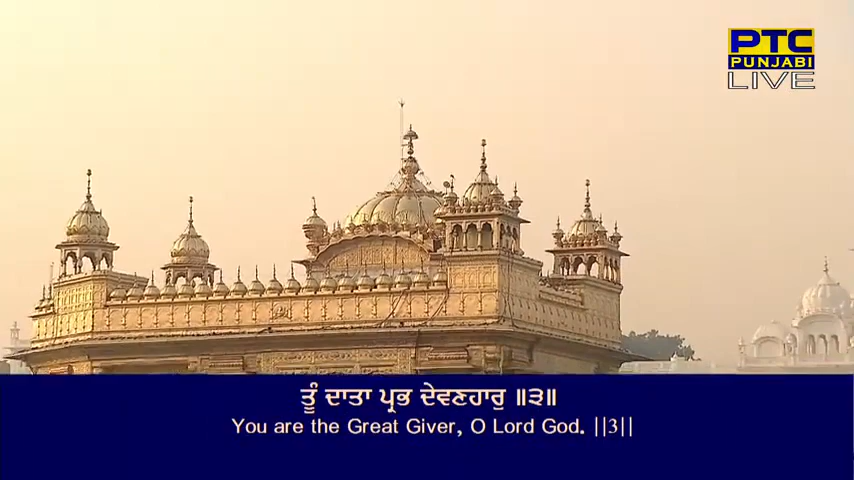 PTC
PUNJABI
LIVE
ਤੂੰ ਦਾਤਾ ਪ੍ਰਭ ਦੇਵਣਹਾਰੁ ॥੩॥
You are the Great Giver, O Lord God. ||3||